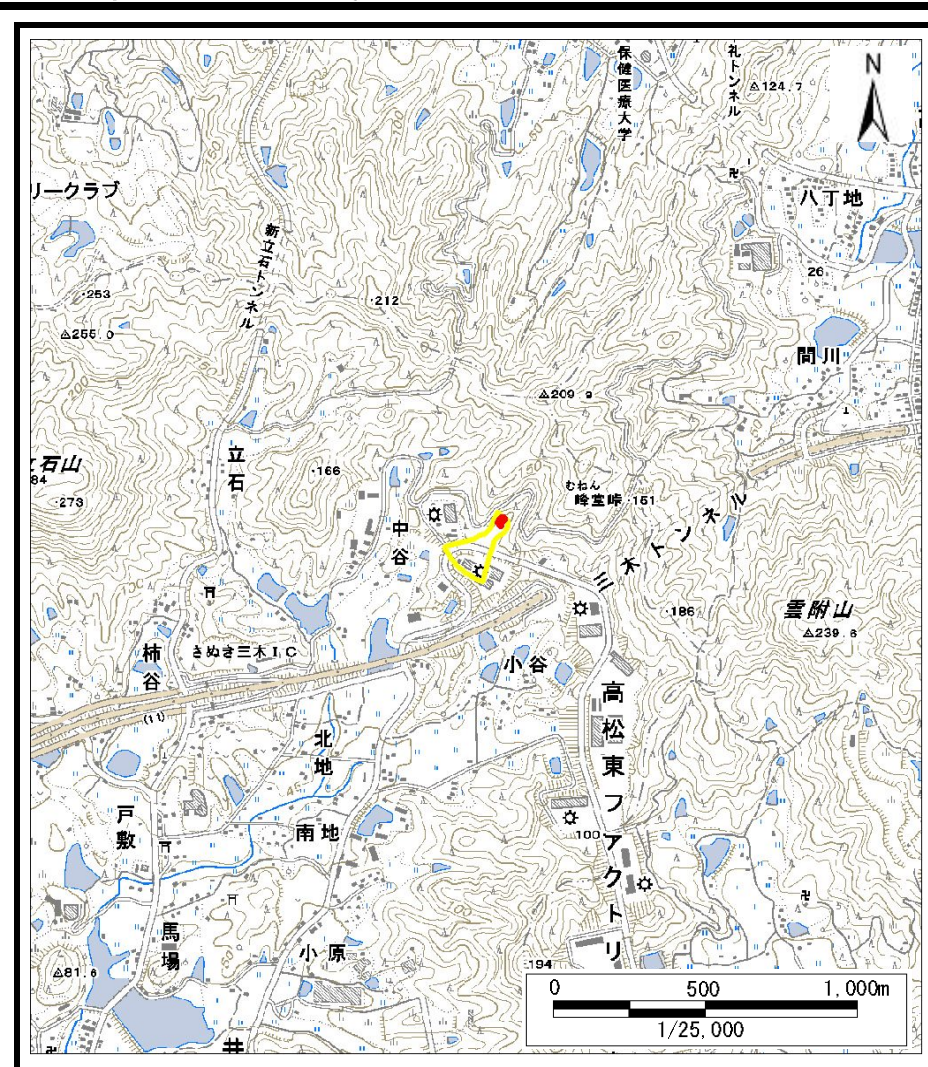 保健医療大学
礼トンネル
△124.7
N
リークラブ
八丁地
新立石トンネル
26
・253
・212
△255.0
間川
△209.9
立石
石山
84
・273
・166
むねん
峰堂峠・151
中谷
三木トンネル
・186
雲附山
△239.6
柿谷
さぬき三木IC
小谷
(11)
高松東ファクトリ
北地
戸敷
南地
100
馬場
小原
△81.6
194
井
0 500 1,000m
1/25,000